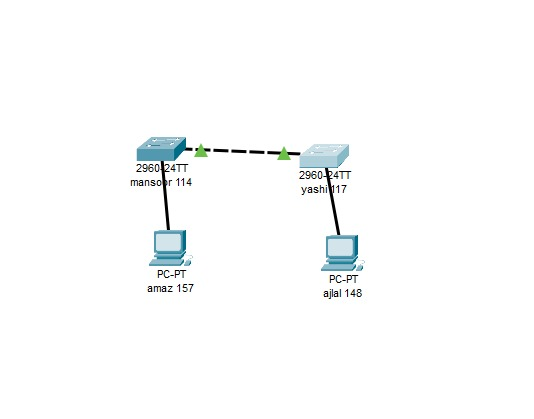 2960-24TT
mansoor 114
2960-24TT
yashi 117
PC-PT
amaz 157
PC-PT
ajlal 148